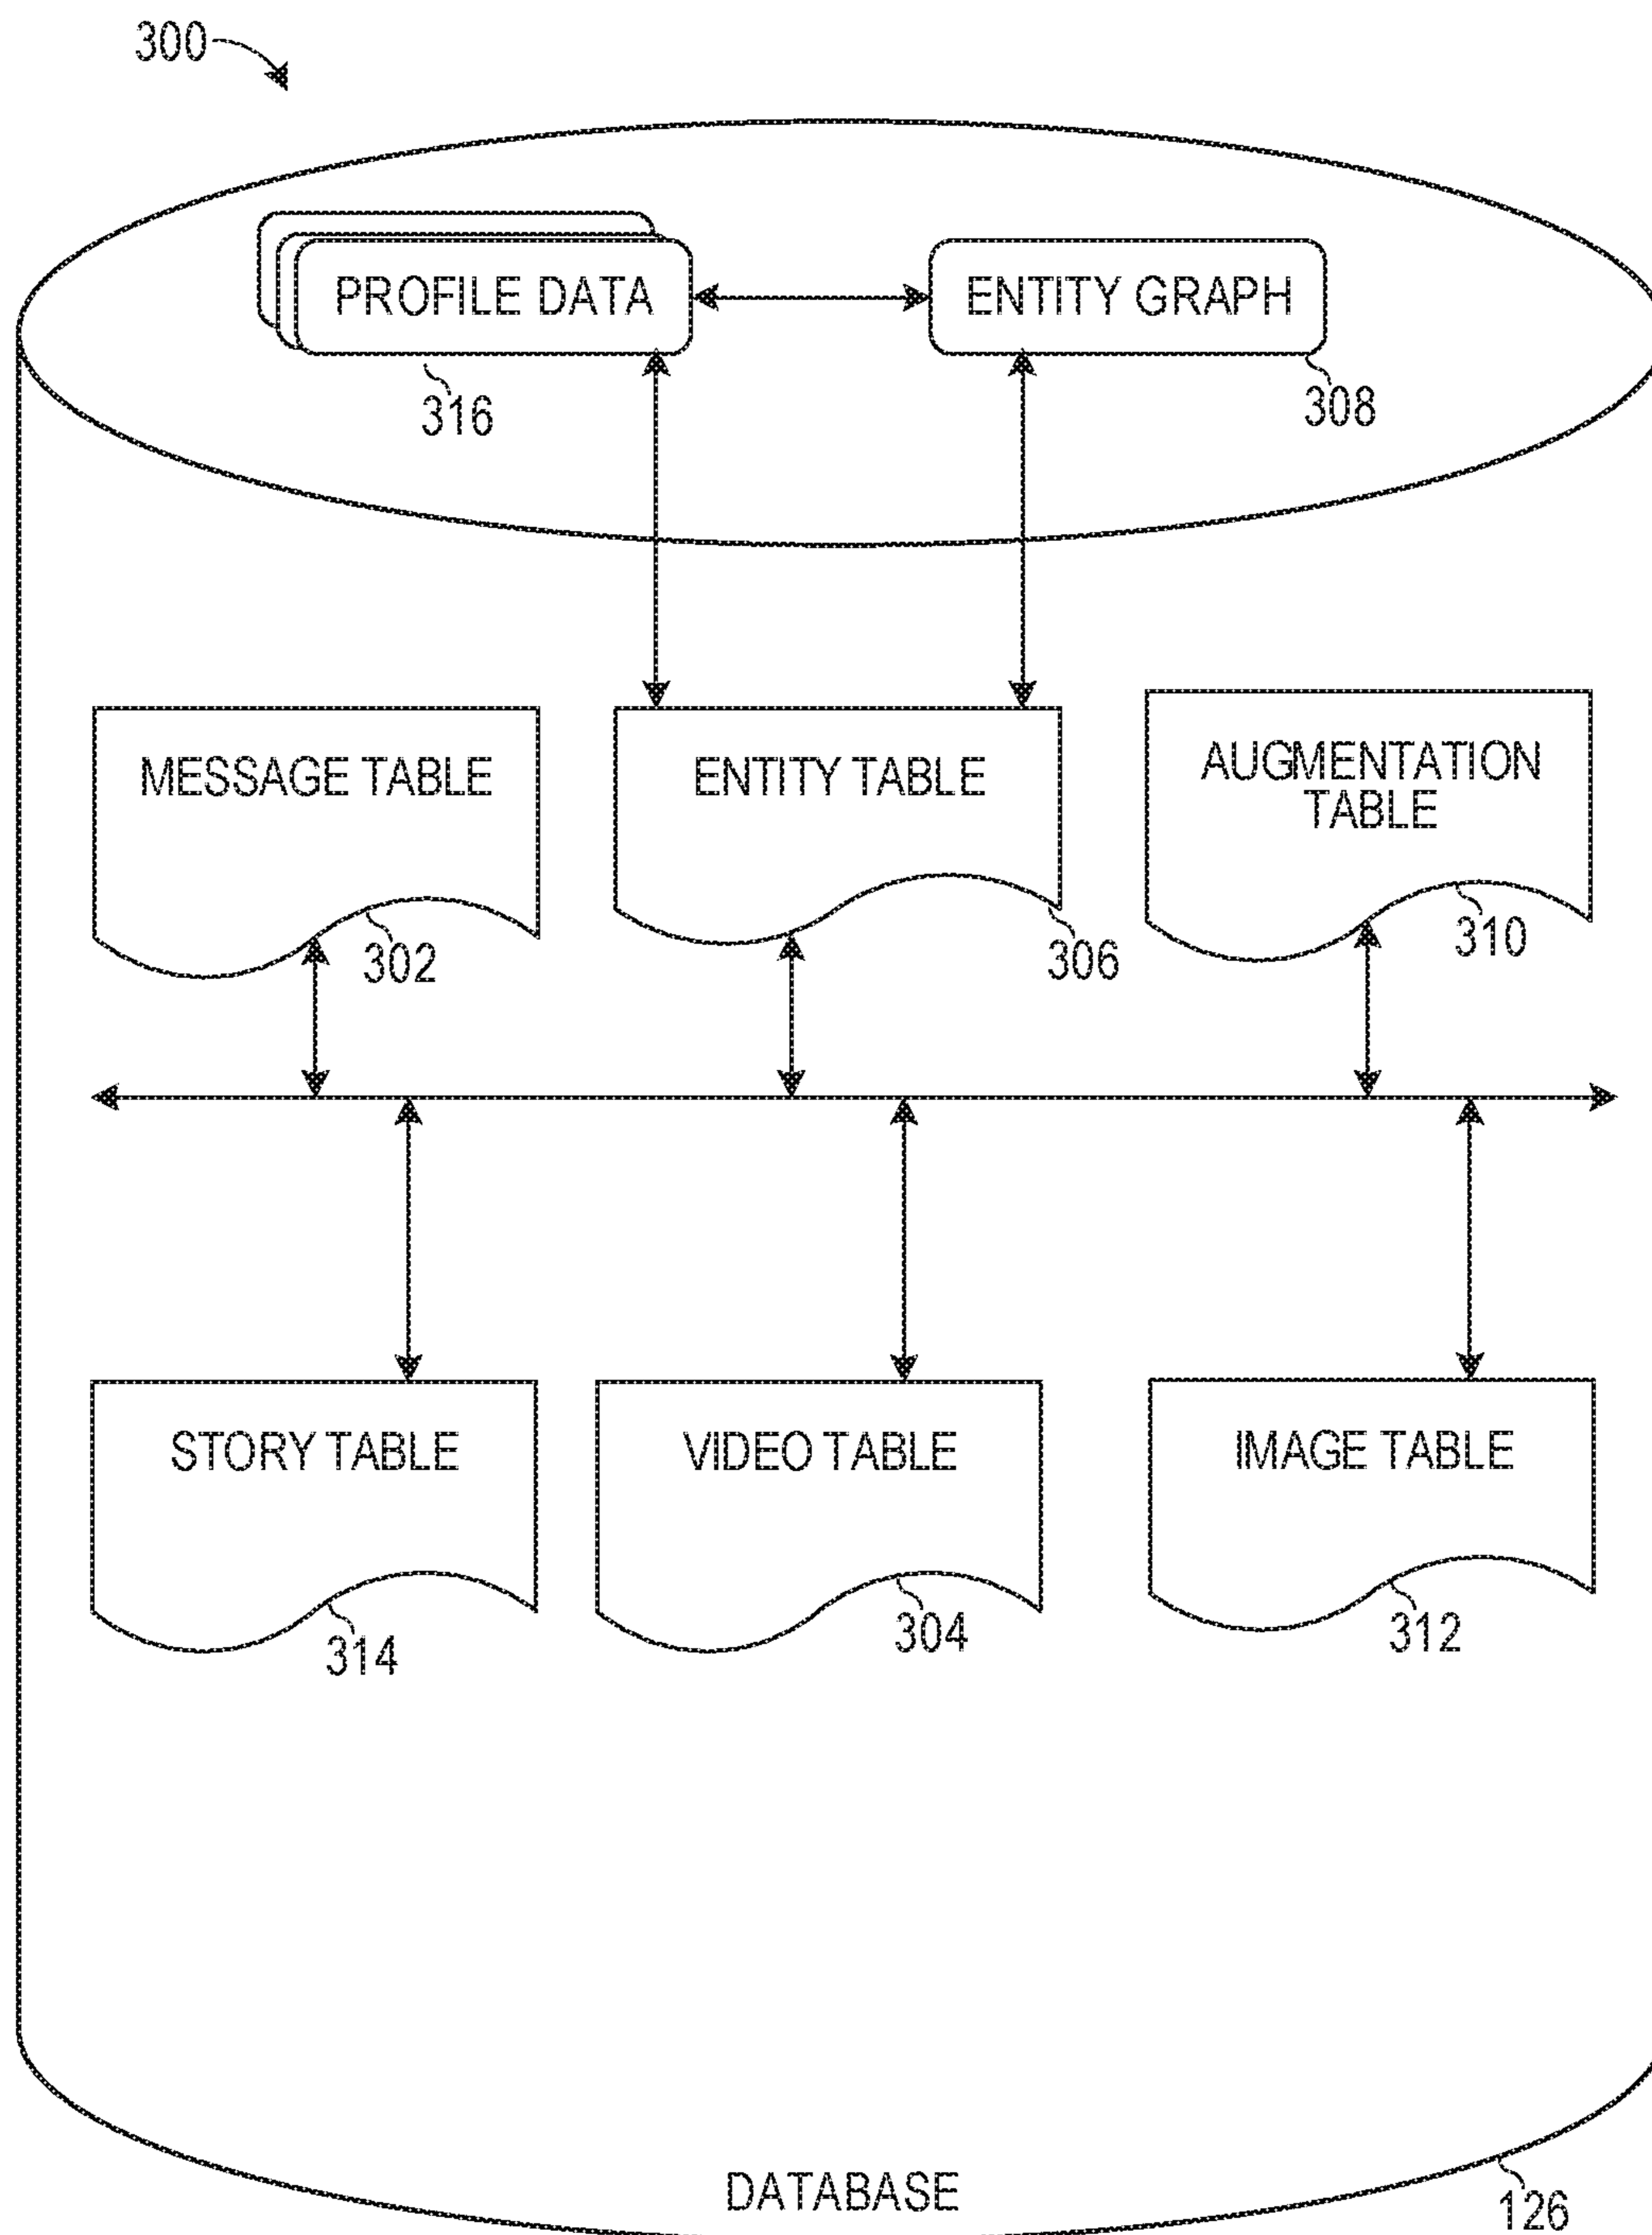 300
PROFILE DATA
ENTITY GRAPH
316
308
MESSAGE TABLE
ENTITY TABLE
AUGMENTATION
TABLE
302
306
310
STORY TABLE
VIDEO TABLE
IMAGE TABLE
314
304
312
DATABASE
126